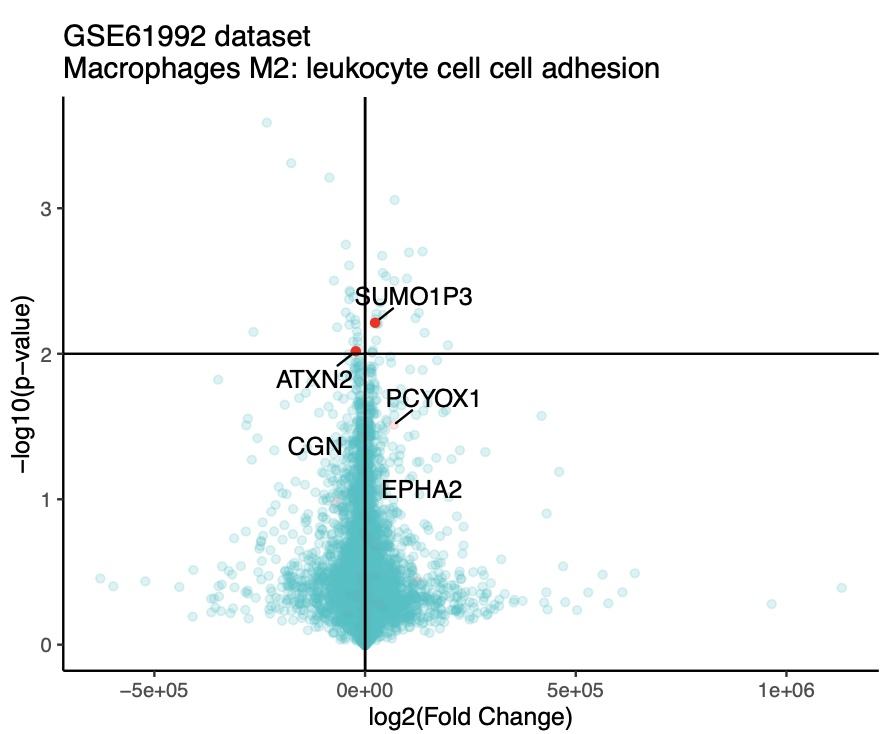 GSE61992 dataset
Macrophages M2: leukocyte cell cell adhesion
−log10(p−value)
3
2
1
0
SUMO1P3
ATXN2
PCYOX1
CGN
EPHA2
−5e+05 0e+00 5e+05 1e+06
log2(Fold Change)